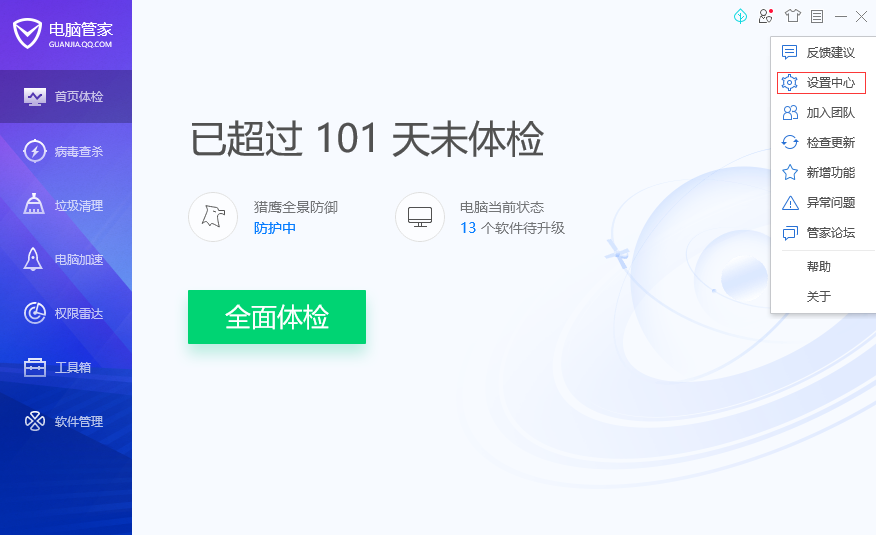 电脑管家
GUANJIA.QQ.COM
首页体检
病毒查杀
垃圾清理
电脑加速
权限雷达
工具箱
软件管理
已超过 101 天未体检
猎鹰全景防御
防护中
电脑当前状态
13 个软件待升级
全面体检
反馈建议
设置中心
加入团队
检查更新
新增功能
异常问题
管家论坛
帮助
关于